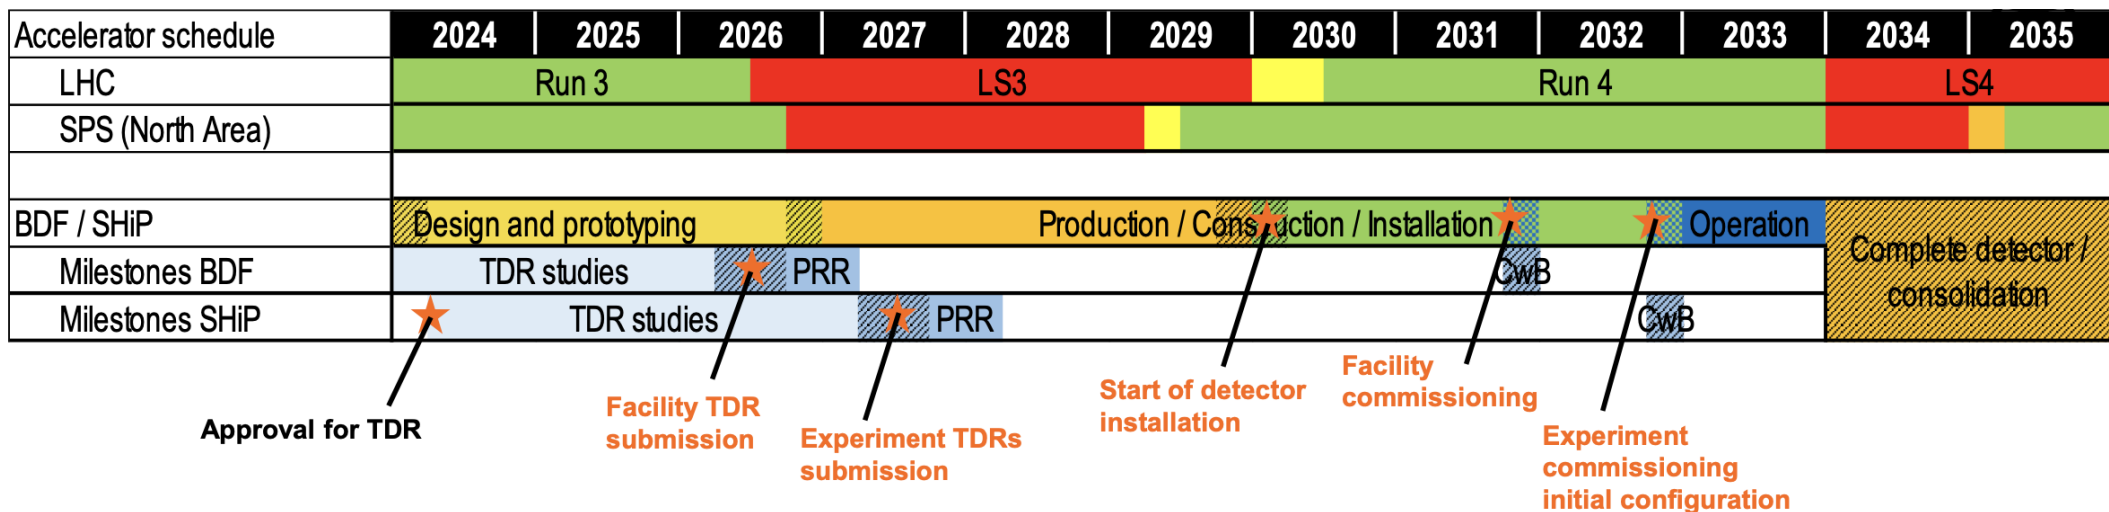 Accelerator schedule 2024 2025 2026 2027 2028 2029 2030 2031 2032 2033 2034 2035
LHC Run 3 LS3 Run 4 LS4
SPS (North Area)
BDF / SHiP Design and prototyping Production / Construction / Installation Operation
Complete detector /
consolidation
Milestones BDF TDR studies PRR CwB
Milestones SHiP TDR studies PRR CwB
Approval for TDR
Facility TDR
submission
Experiment TDRs
submission
Start of detector
installation
Facility
commissioning
Experiment
commissioning
initial configuration